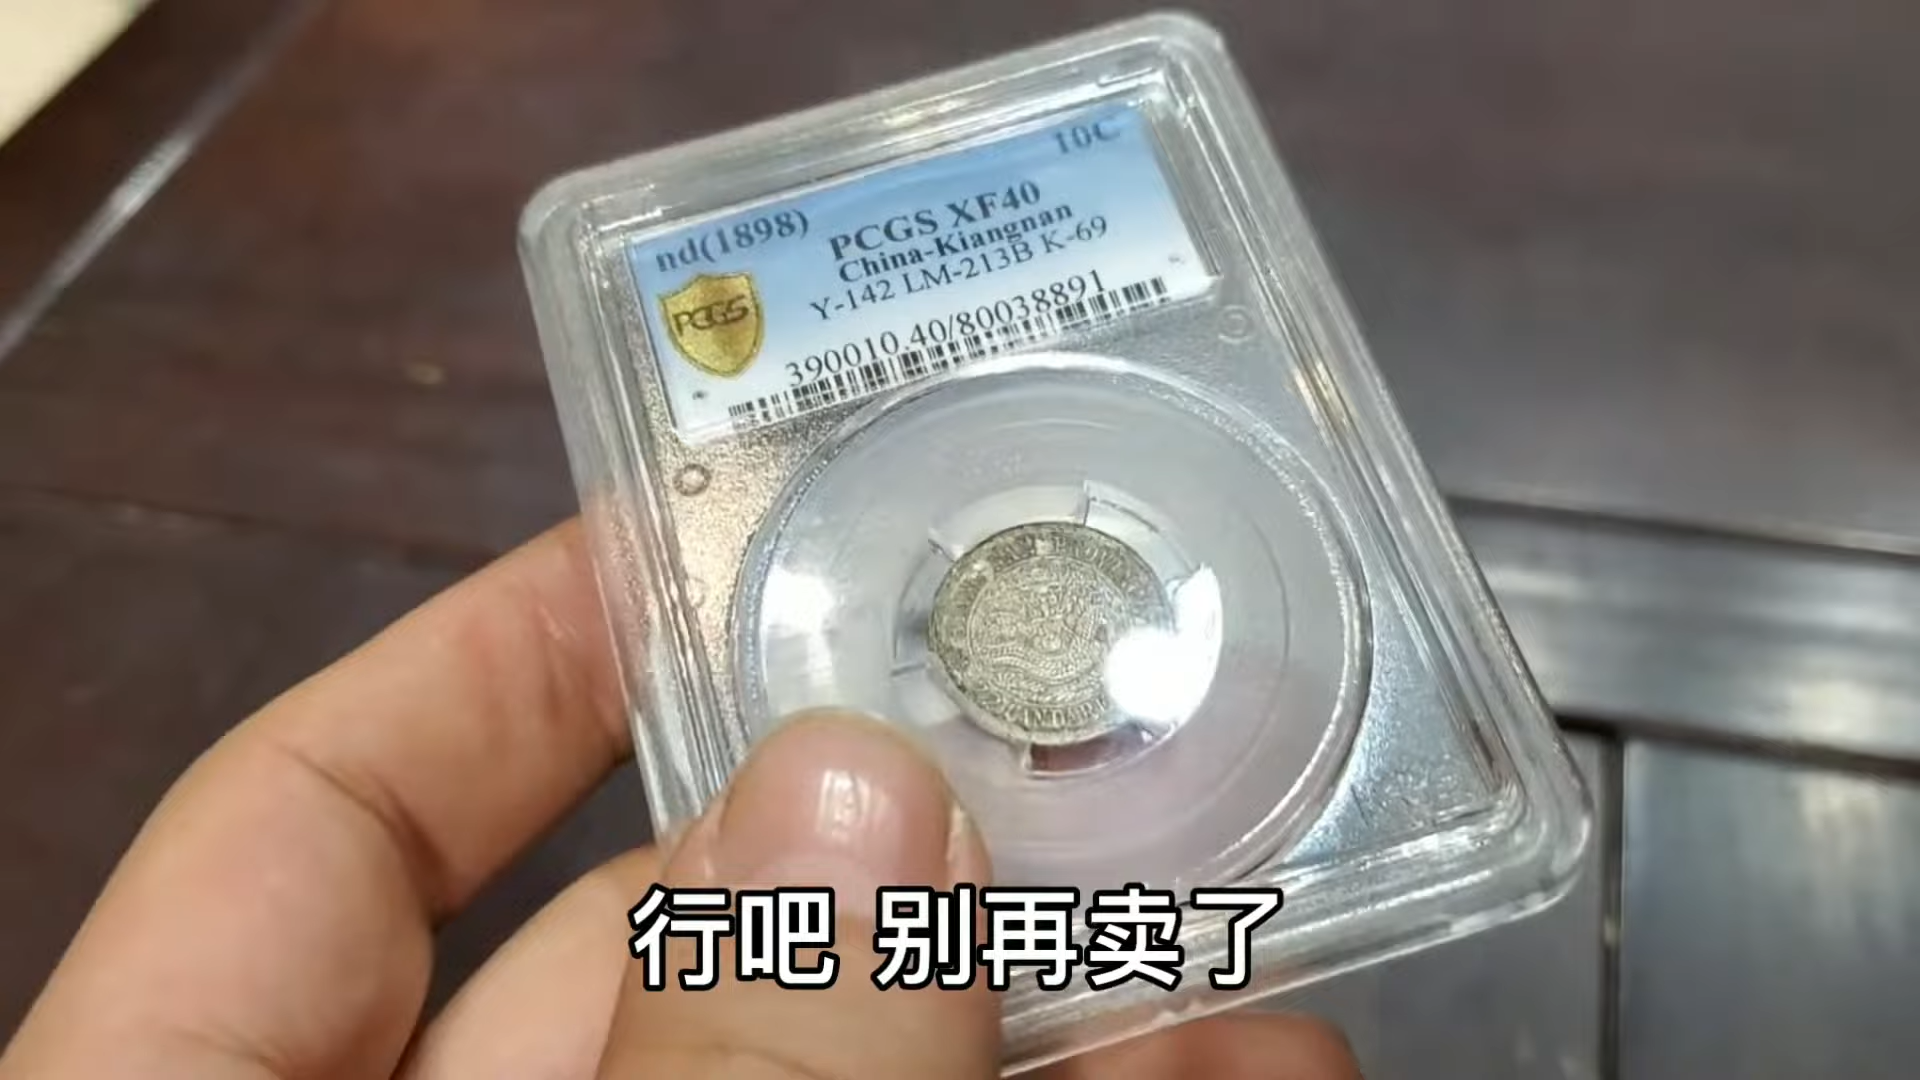 nd(1898) 10C
PCGS XF40
China-Kiangnan
Y-142 LM-213B K-69
390010.40/80038891
PCGS
行吧 别再卖了